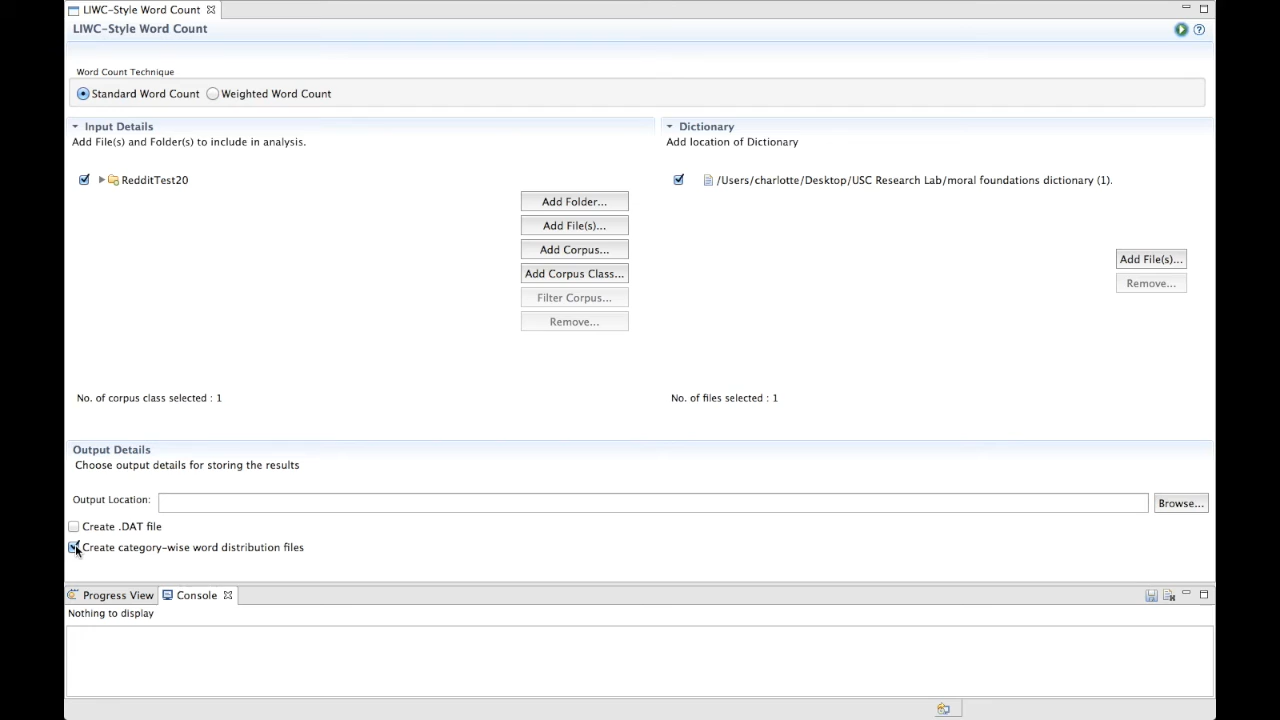 LIWC-Style Word Count
LIWC-Style Word Count
Word Count Technique
Standard Word Count Weighted Word Count
Input Details
Add File(s) and Folder(s) to include in analysis.
RedditTest20
Add Folder...
Add File(s)...
Add Corpus...
Add Corpus Class...
Filter Corpus...
Remove...
No. of corpus class selected : 1
Dictionary
Add location of Dictionary
/Users/charlotte/Desktop/USC Research Lab/moral foundations dictionary (1).
Add File(s)...
Remove...
No. of files selected : 1
Output Details
Choose output details for storing the results
Output Location:
Browse...
Create .DAT file
Create category-wise word distribution files
Progress View Console
Nothing to display